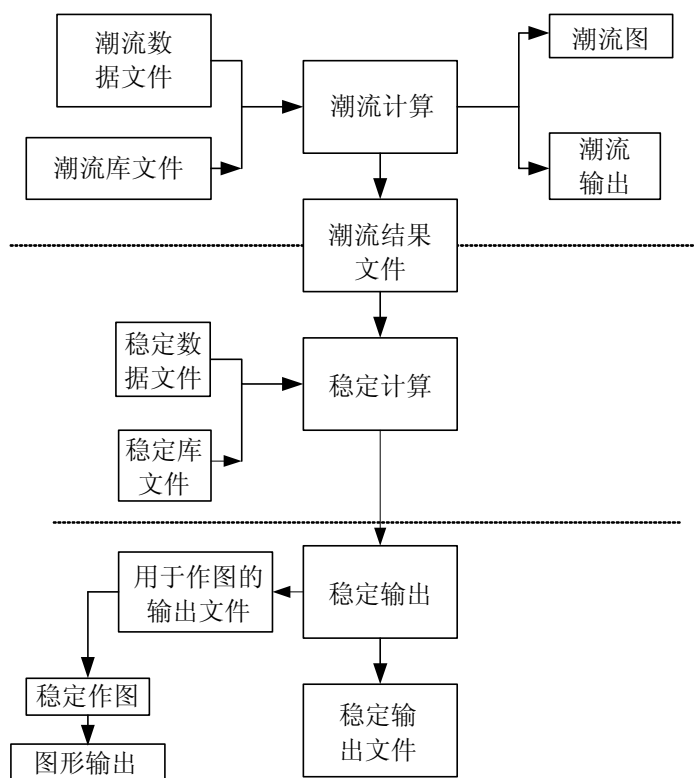 潮流数
据文件
潮流图
潮流计算
潮流库文件
潮流
输出
潮流结果
文件
稳定数
据文件
稳定计算
稳定库
文件
用于作图的
输出文件
稳定输出
稳定作图
稳定输
出文件
图形输出